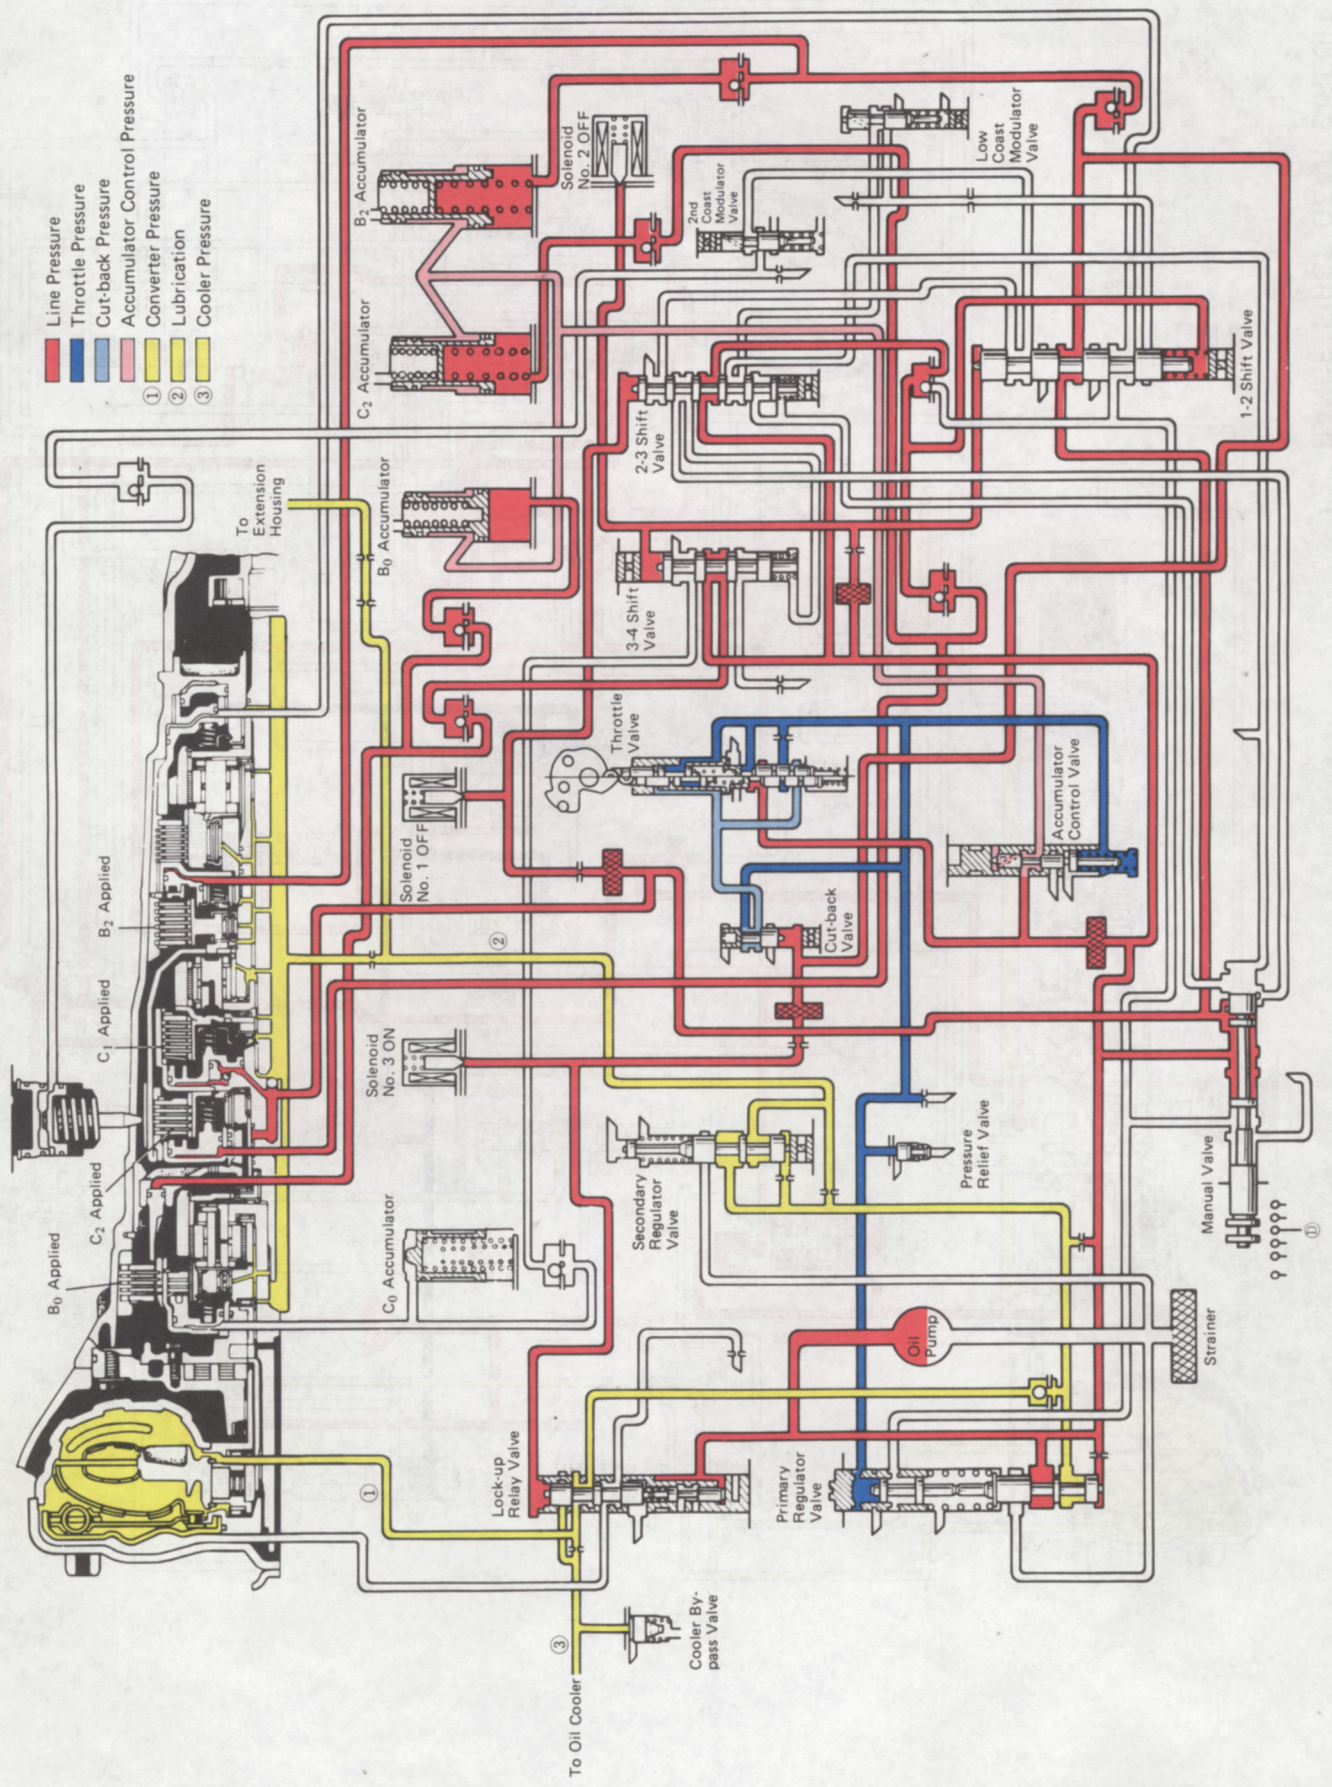 Line Pressure
Throttle Pressure
Cut-back Pressure
Accumulator Control Pressure
① Converter Pressure
② Lubrication
③ Cooler Pressure
B₂ Accumulator
Solenoid
No. 2 OFF
C₂ Accumulator
2nd
Coast
Modulator
Valve
Low
Coast
Modulator
Valve
To
Extension
Housing
B₀ Accumulator
2-3 Shift
Valve
1-2 Shift Valve
3-4 Shift
Valve
Throttle
Valve
Solenoid
No. 1 OFF
Accumulator
Control Valve
B₂ Applied
C₁ Applied
②
Cut-back
Valve
Solenoid
No. 3 ON
C₂ Applied
B₀ Applied
C₀ Accumulator
Secondary
Regulator
Valve
Pressure
Relief Valve
Manual Valve
Ⓓ
Oil
Pump
Strainer
①
Lock-up
Relay Valve
Primary
Regulator
Valve
③
To Oil Cooler
Cooler By-
pass Valve